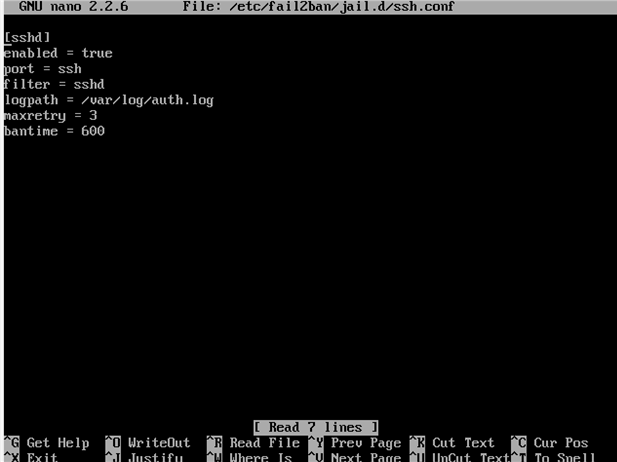 GNU nano 2.2.6 File: /etc/fail2ban/jail.d/ssh.conf
[sshd]
enabled = true
port = ssh
filter = sshd
logpath = /var/log/auth.log
maxretry = 3
bantime = 600
[ Read 7 lines ]
^G Get Help ^O WriteOut ^R Read File ^Y Prev Page ^K Cut Text ^C Cur Pos
^X Exit ^J Justify ^W Where Is ^V Next Page ^U UnCut Text ^T To Spell